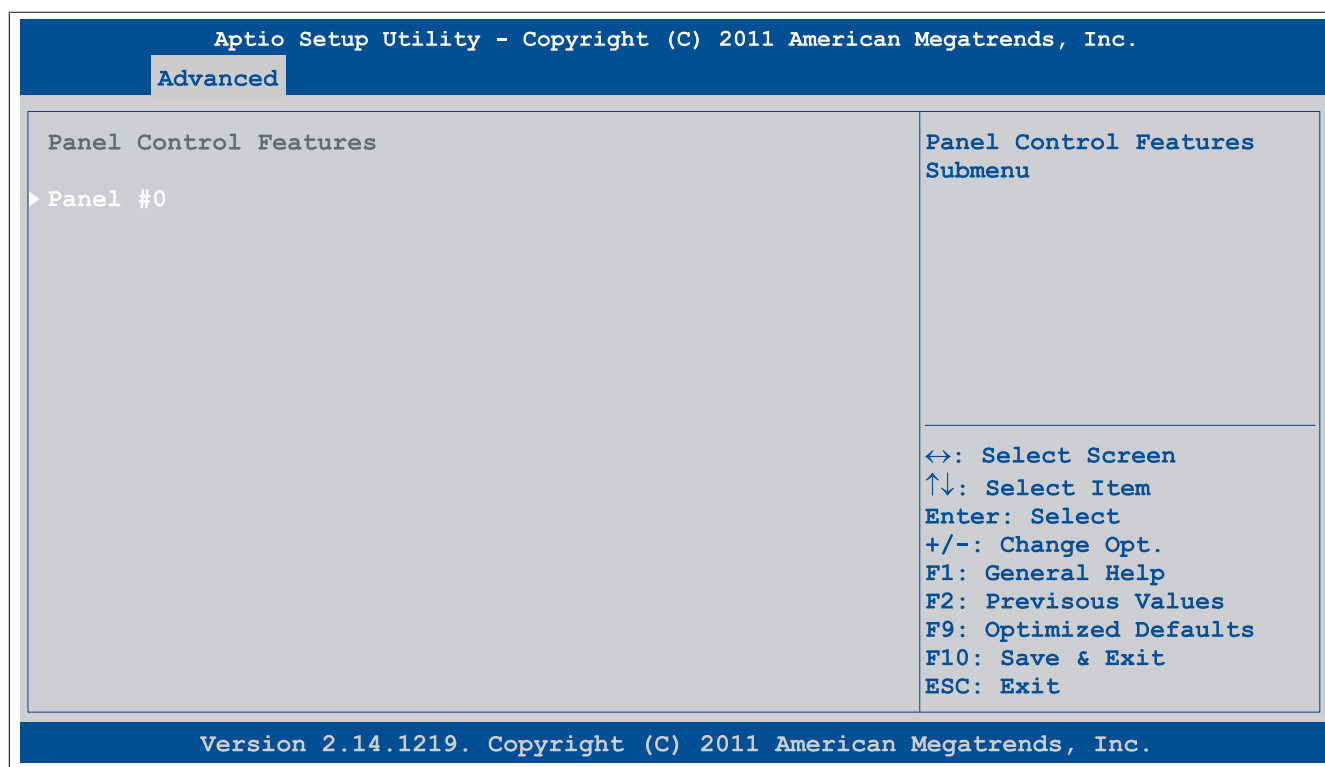 Aptio Setup Utility - Copyright (C) 2011 American Megatrends, Inc.
Advanced
Panel Control Features
Panel #0
Panel Control Features
Submenu
↔: Select Screen
↑↓: Select Item
Enter: Select
+/-: Change Opt.
F1: General Help
F2: Previsous Values
F9: Optimized Defaults
F10: Save & Exit
ESC: Exit
Version 2.14.1219. Copyright (C) 2011 American Megatrends, Inc.